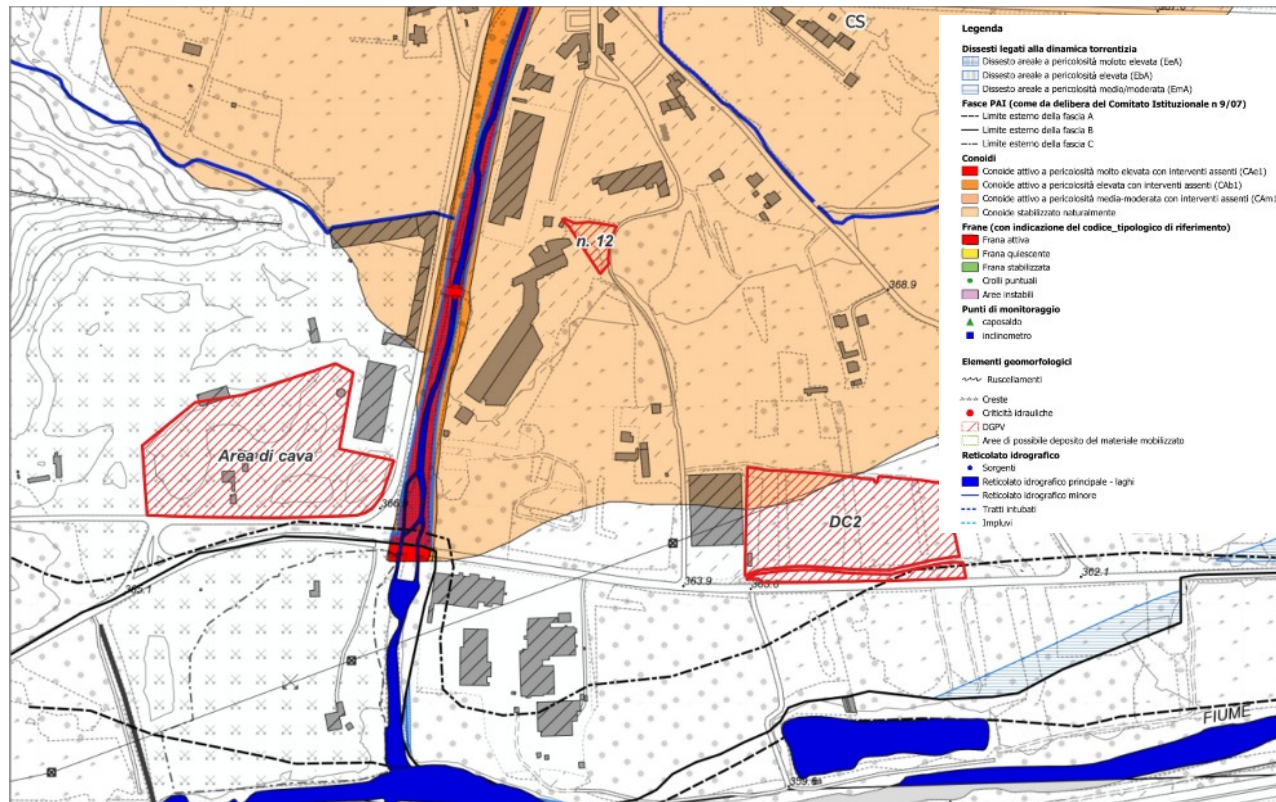 CS
n. 12
368.9
Area di cava
DC2
363.9
362.1
FIUME
Legenda
Dissesti legati alla dinamica torrentizia
Dissesto areale a pericolosità moloto elevata (EeA)
Dissesto areale a pericolosità elevata (EbA)
Dissesto areale a pericolosità medio/moderata (EmA)
Fasce PAI (come da delibera del Comitato Istituzionale n 9/07)
Limite esterno della fascia A
Limite esterno della fascia B
Limite esterno della fascia C
Conoidi
Conoide attivo a pericolosità molto elevata con interventi assenti (CAe1)
Conoide attivo a pericolosità elevata con interventi assenti (CAb1)
Conoide attivo a pericolosità media-moderata con interventi assenti (CAm1
Conoide stabilizzato naturalmente
Frane (con indicazione del codice_tipologico di riferimento)
Frana attiva
Frana quiescente
Frana stabilizzata
Crolli puntuali
Aree instabili
Punti di monitoraggio
caposaldo
inclinometro
Elementi geomorfologici
Ruscellamenti
Creste
Criticità idrauliche
DGPV
Aree di possibile deposito del materiale mobilizzato
Reticolato idrografico
Sorgenti
Reticolato idrografico principale - laghi
Reticolato idrografico minore
Tratti intubati
Impluvi